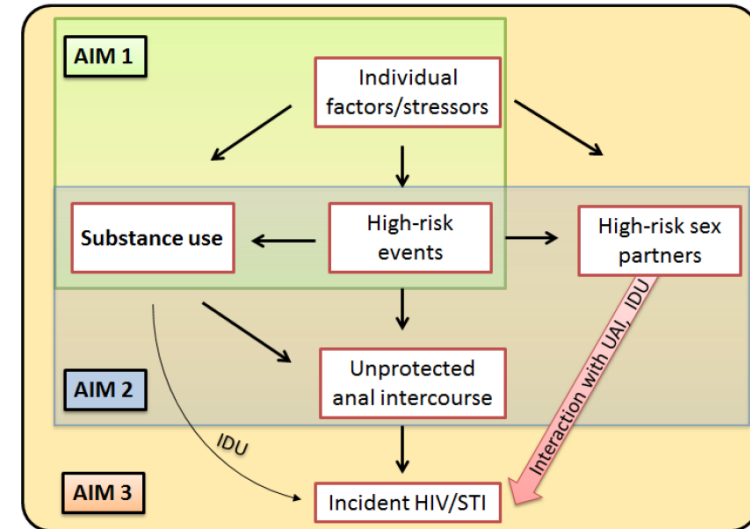 AIM 1
Individual
factors/stressors
Substance use
High-risk
events
High-risk sex
partners
Unprotected
anal intercourse
AIM 2
IDU
Interaction with UAI, IDU
AIM 3
Incident HIV/STI